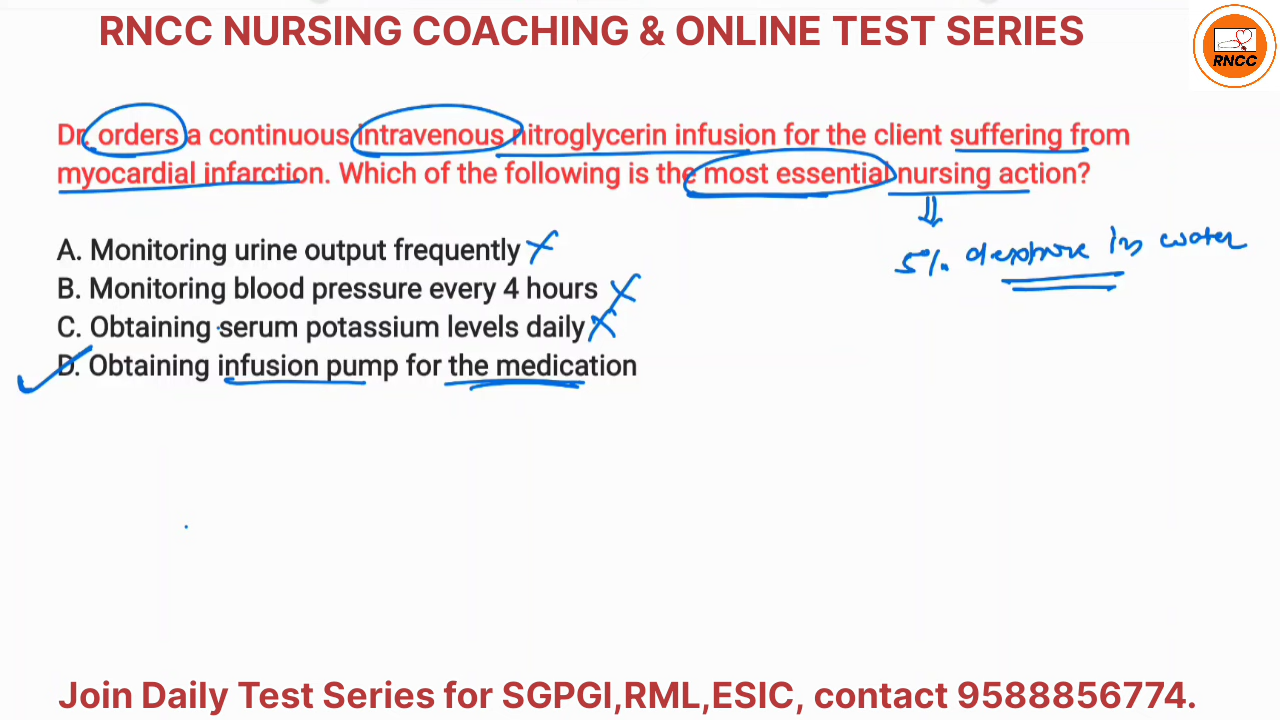 RNCC NURSING COACHING & ONLINE TEST SERIES
RNCC
Dr. orders a continuous intravenous nitroglycerin infusion for the client suffering from
myocardial infarction. Which of the following is the most essential nursing action?
5% dextrose in water
A. Monitoring urine output frequently
B. Monitoring blood pressure every 4 hours
C. Obtaining serum potassium levels daily
D. Obtaining infusion pump for the medication
Join Daily Test Series for SGPGI,RML,ESIC, contact 9588856774.